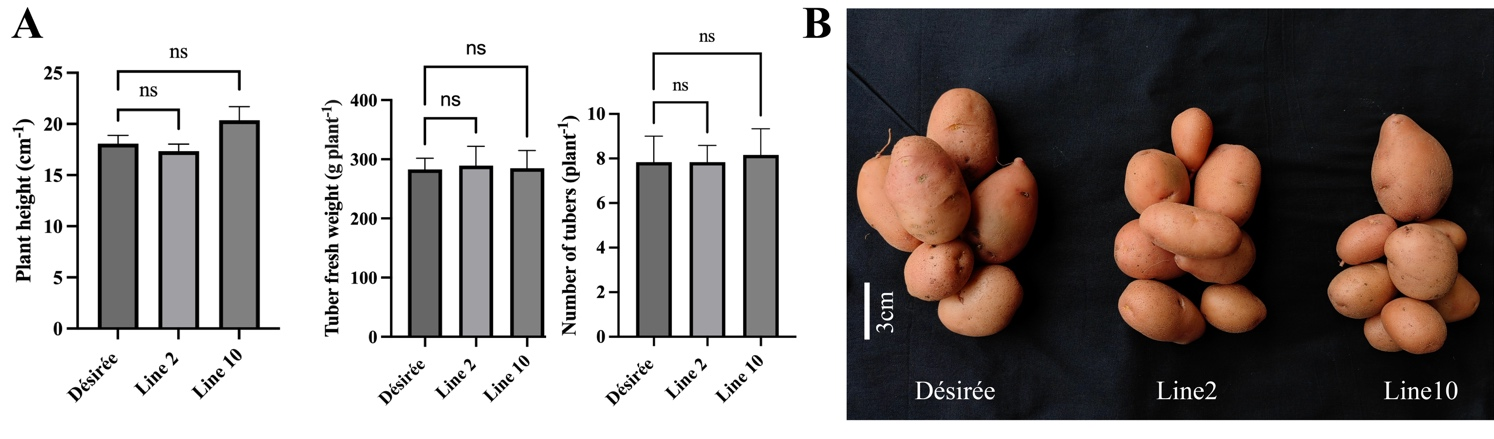 A
Plant height (cm-1)
25
20
15
10
5
0
ns
ns
Désirée
Line 2
Line 10
Tuber fresh weight (g plant-1)
400
300
200
100
0
ns
ns
Désirée
Line 2
Line 10
Number of tubers (plant-1)
10
8
6
4
2
0
ns
ns
Désirée
Line 2
Line 10
B
3cm
Désirée
Line2
Line10